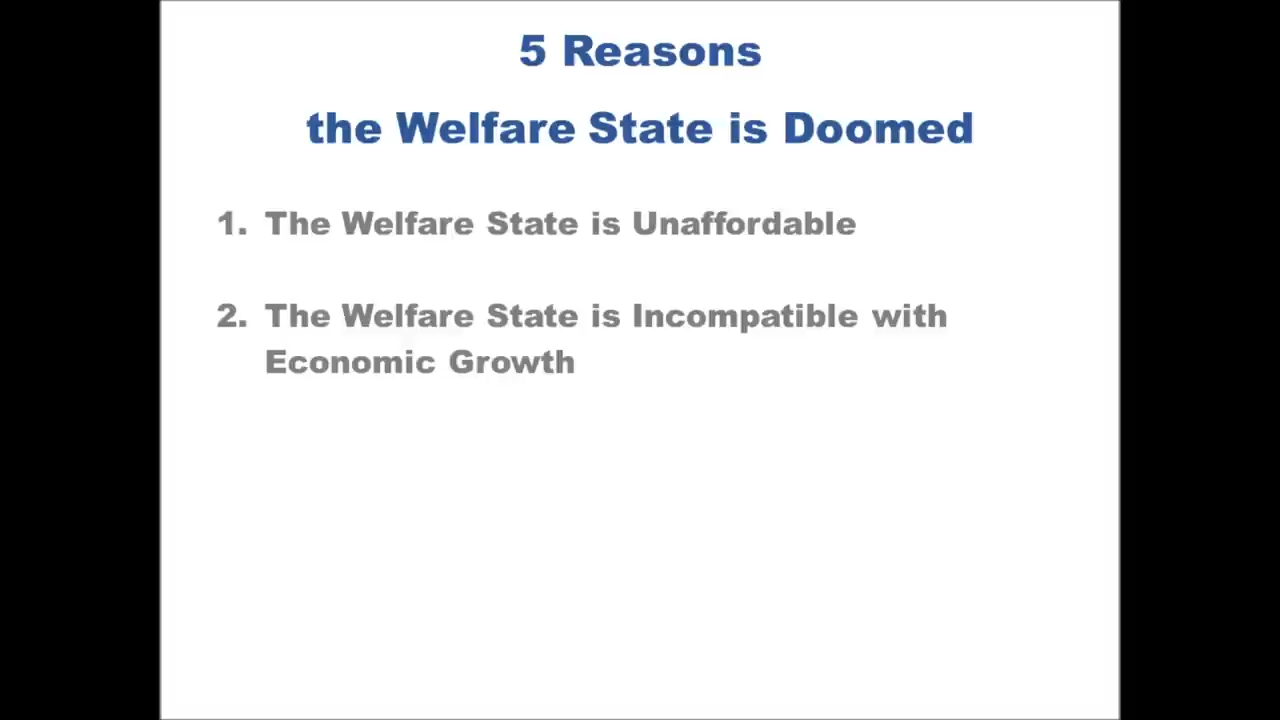 5 Reasons
the Welfare State is Doomed
1. The Welfare State is Unaffordable
2. The Welfare State is Incompatible with
Economic Growth